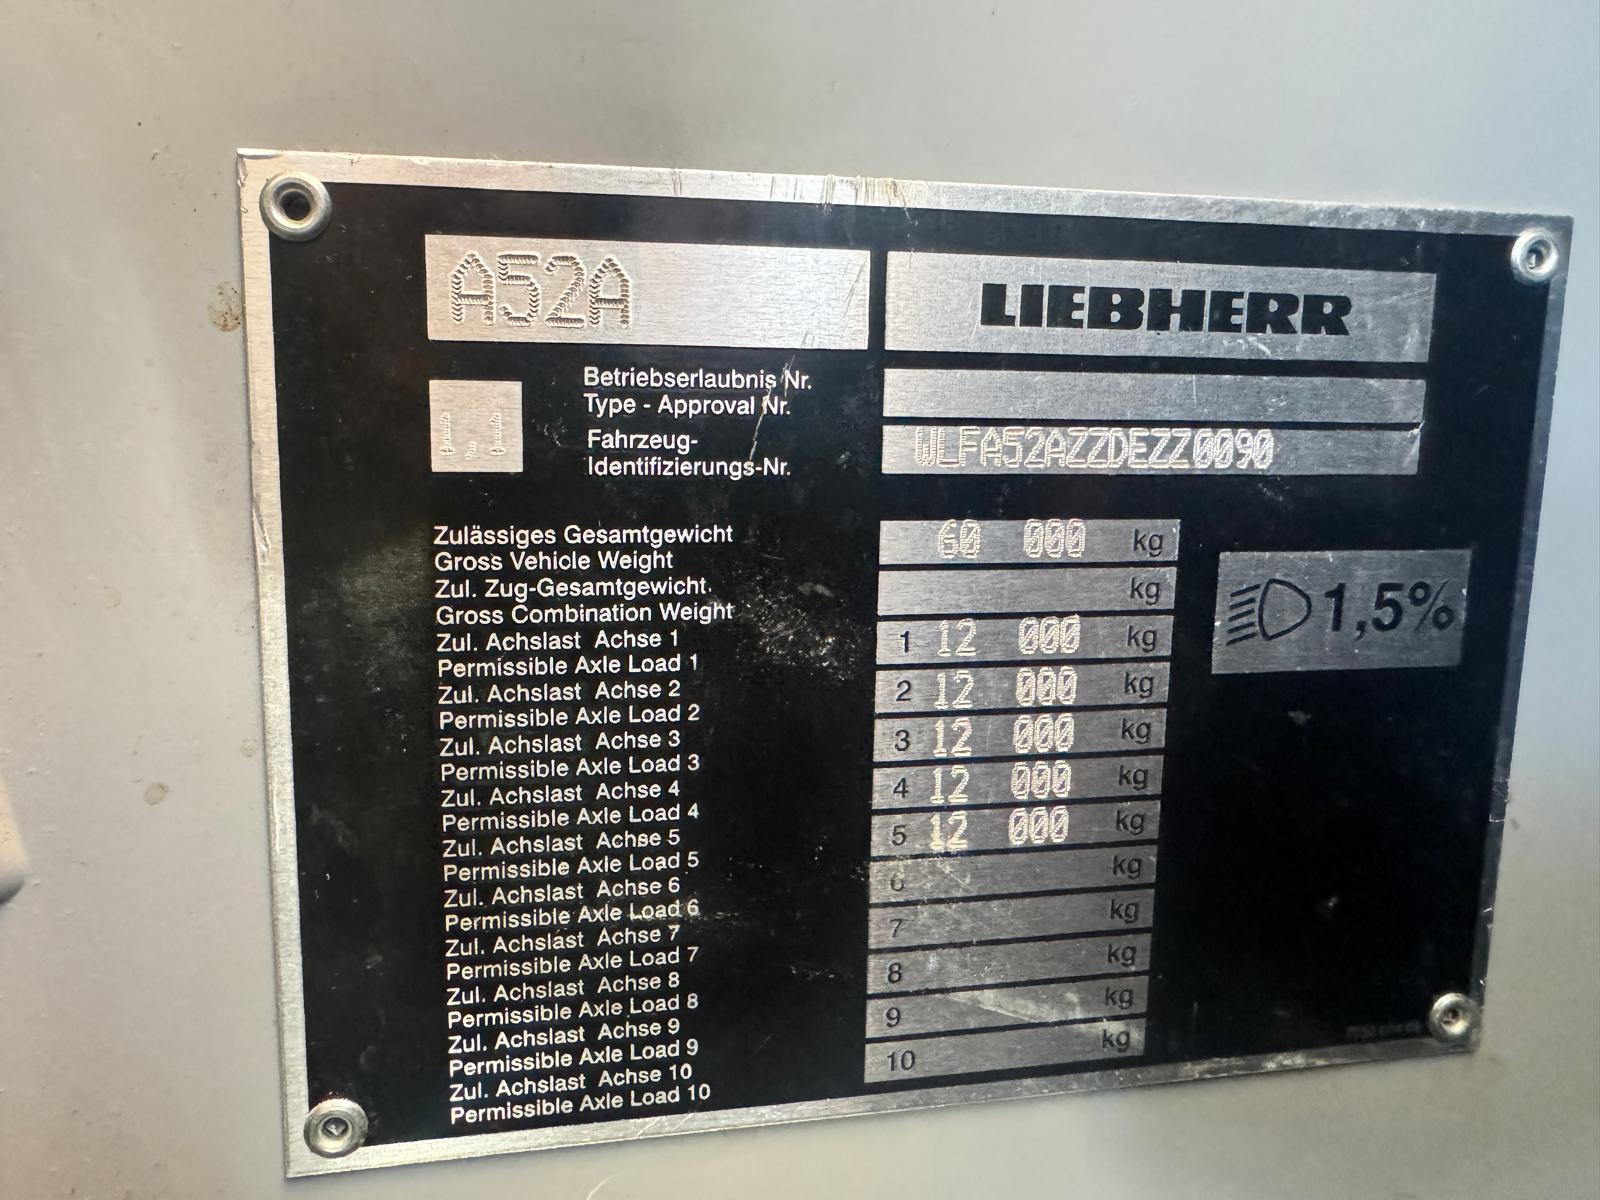 A52A
LIEBHERR
Betriebserlaubnis Nr.
Type - Approval Nr.
1.1
Fahrzeug-
Identifizierungs-Nr.
WLFA52AZZDEZZ0090
Zulässiges Gesamtgewicht
Gross Vehicle Weight
60 000 kg
Zul. Zug-Gesamtgewicht.
Gross Combination Weight
kg
1,5%
Zul. Achslast Achse 1
Permissible Axle Load 1
1 12 000 kg
Zul. Achslast Achse 2
Permissible Axle Load 2
2 12 000 kg
Zul. Achslast Achse 3
Permissible Axle Load 3
3 12 000 kg
Zul. Achslast Achse 4
Permissible Axle Load 4
4 12 000 kg
Zul. Achslast Achse 5
Permissible Axle Load 5
5 12 000 kg
Zul. Achslast Achse 6
Permissible Axle Load 6
6 kg
Zul. Achslast Achse 7
Permissible Axle Load 7
7 kg
Zul. Achslast Achse 8
Permissible Axle Load 8
8 kg
Zul. Achslast Achse 9
Permissible Axle Load 9
9 kg
Zul. Achslast Achse 10
Permissible Axle Load 10
10 kg